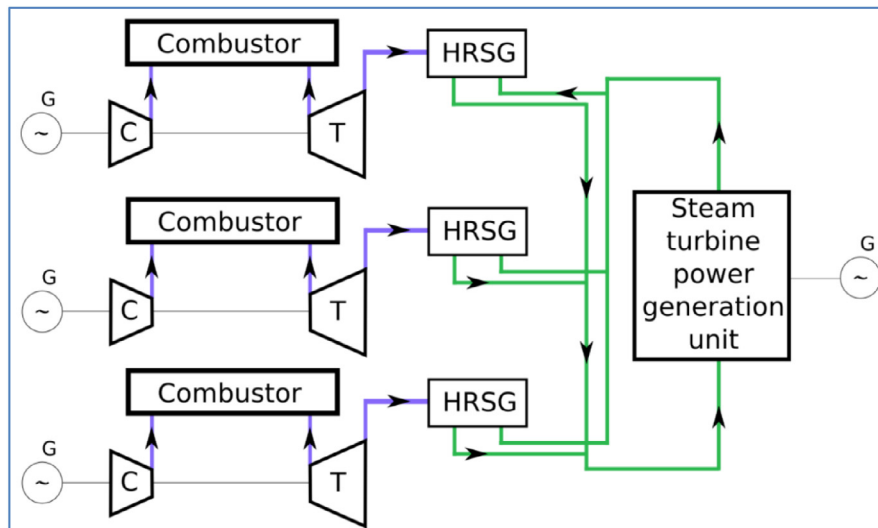 Combustor
HRSG
G
~
C
T
Combustor
HRSG
G
~
C
T
Steam
turbine
power
generation
unit
G
~
Combustor
HRSG
G
~
C
T